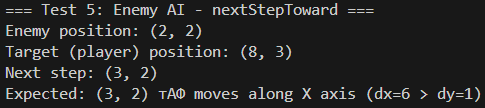 === Test 5: Enemy AI - nextStepToward ===
Enemy position: (2, 2)
Target (player) position: (8, 3)
Next step: (3, 2)
Expected: (3, 2) тАФ moves along X axis (dx=6 > dy=1)